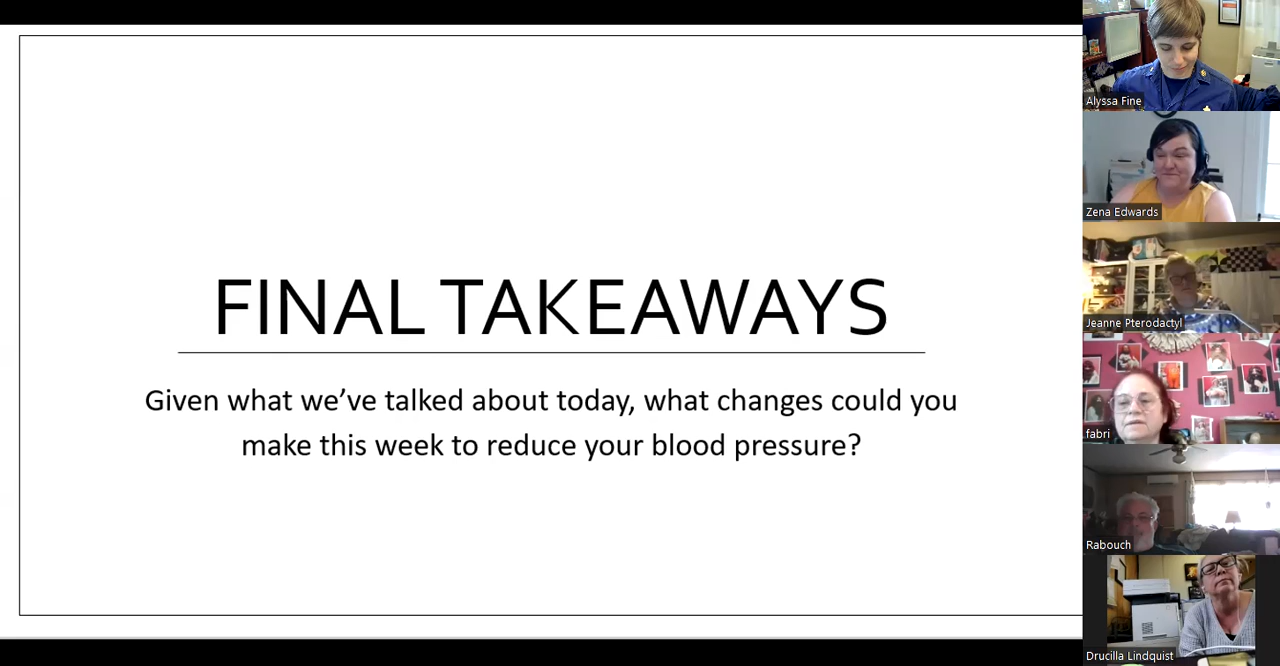 FINAL TAKEAWAYS
Given what we’ve talked about today, what changes could you
make this week to reduce your blood pressure?
Alyssa Fine
Zena Edwards
Jeanne Pterodactyl
fabri
Rabouch
Drucilla Lindquist